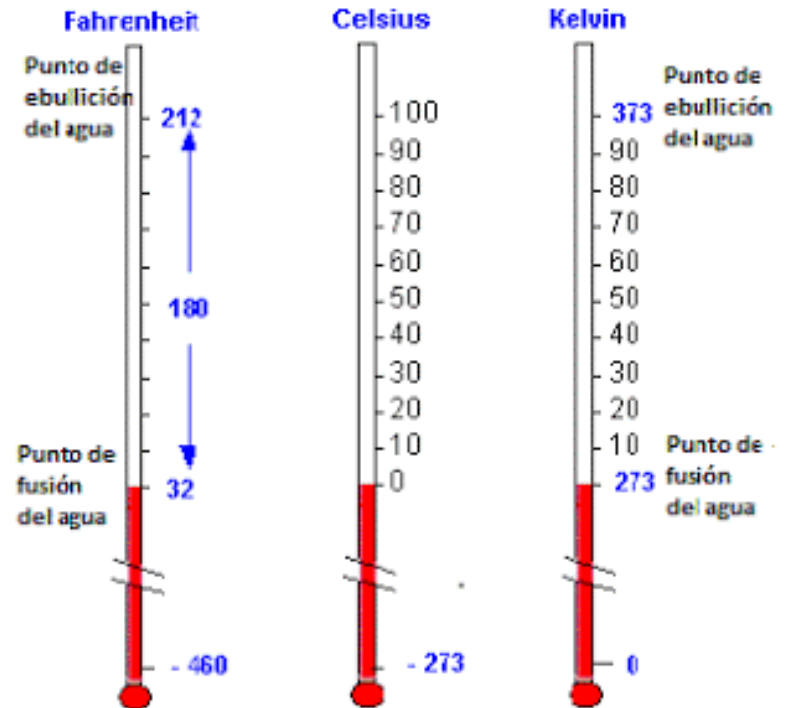 Fahrenheit
Celsius
Kelvin
Punto de
ebullición
del agua
212
180
Punto de
fusión
del agua
32
- 460
100
90
80
70
60
50
40
30
20
10
0
- 273
373
90
80
70
60
50
40
30
20
10
273
0
Punto de
ebullición
del agua
Punto de
fusión
del agua